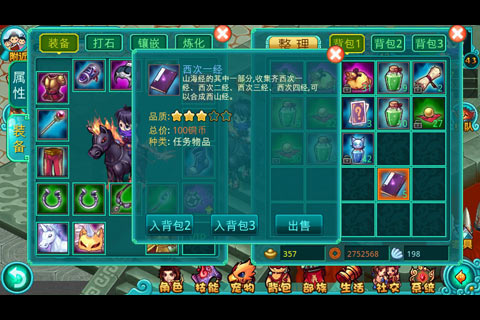 装备 打石 镶嵌 炼化
整理 背包1 背包2 背包3
附近
属性
装备
西次一经
山海经的其中一部分,收集齐西次一
经、西次二经、西次三经、西次四经,可
以合成西山经。
品质:
总价: 100铜币
种类: 任务物品
入背包2 入背包3 出售
357 2752568 198
角色 技能 宠物 背包 部族 生活 社交 系统